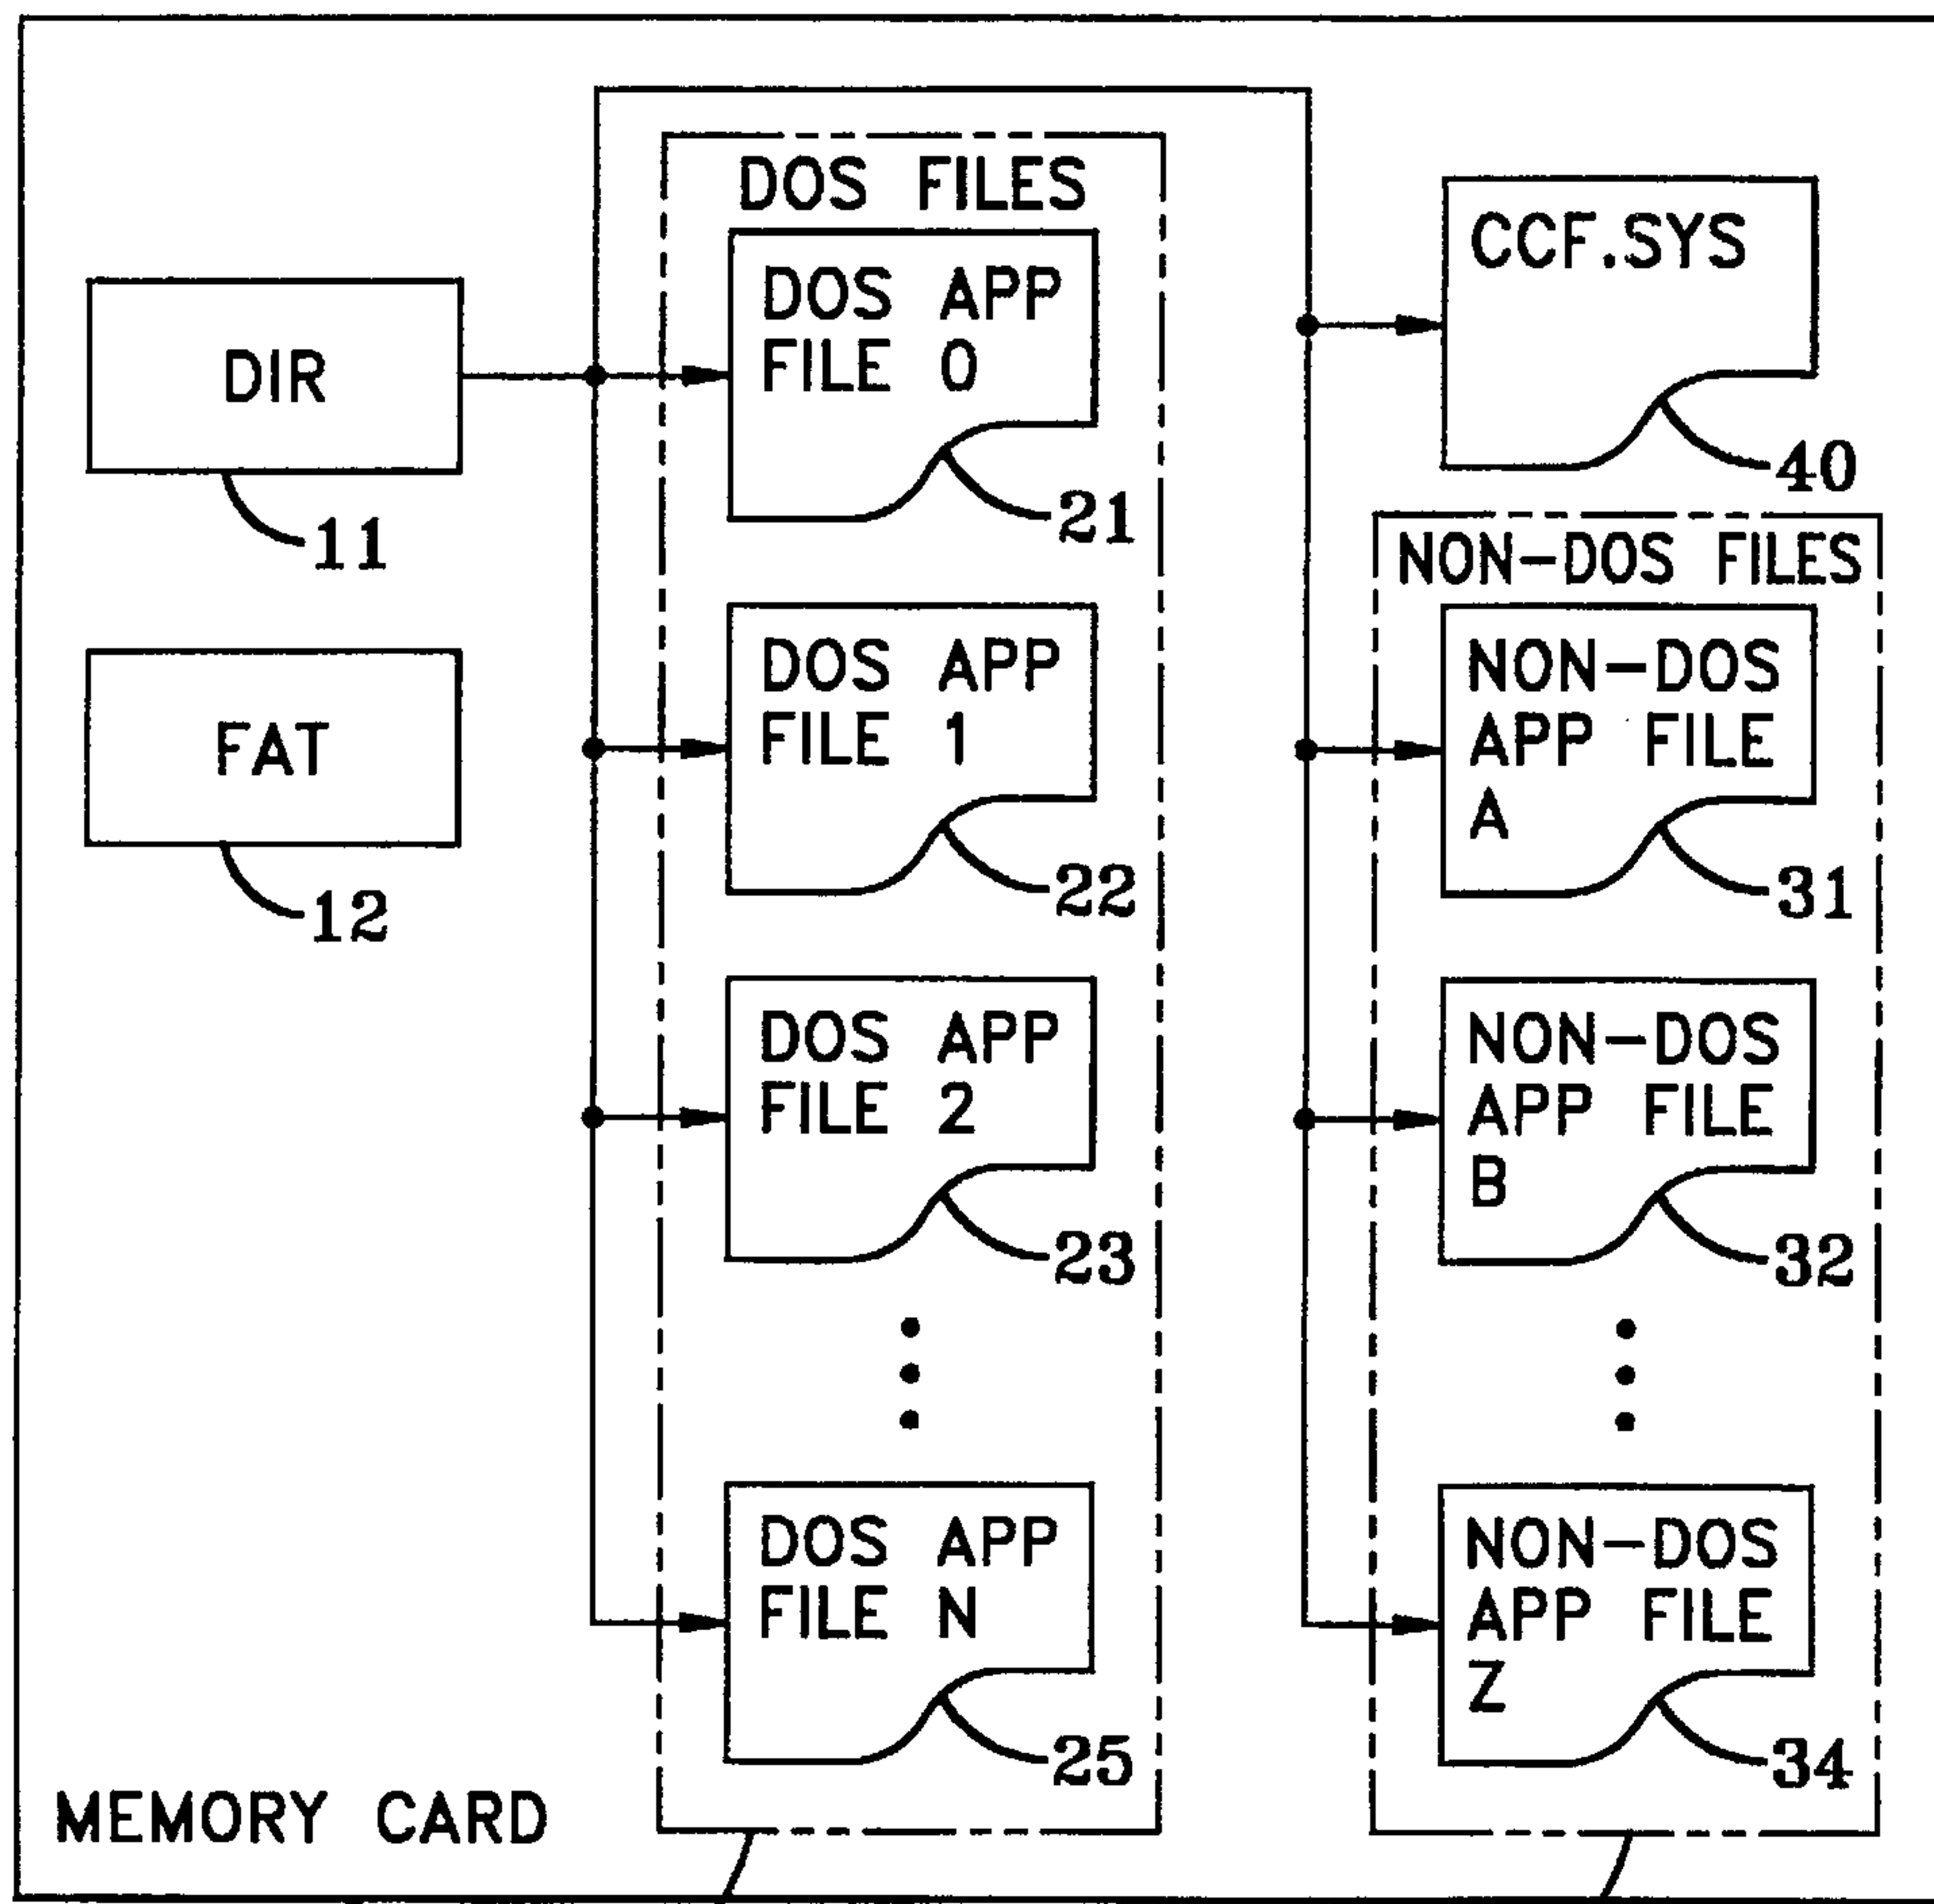 DIR
11
FAT
12
DOS FILES
DOS APP
FILE 0
21
DOS APP
FILE 1
22
DOS APP
FILE 2
23
DOS APP
FILE N
25
CCF.SYS
40
NON-DOS FILES
NON-DOS
APP FILE
A
31
NON-DOS
APP FILE
B
32
NON-DOS
APP FILE
Z
34
MEMORY CARD